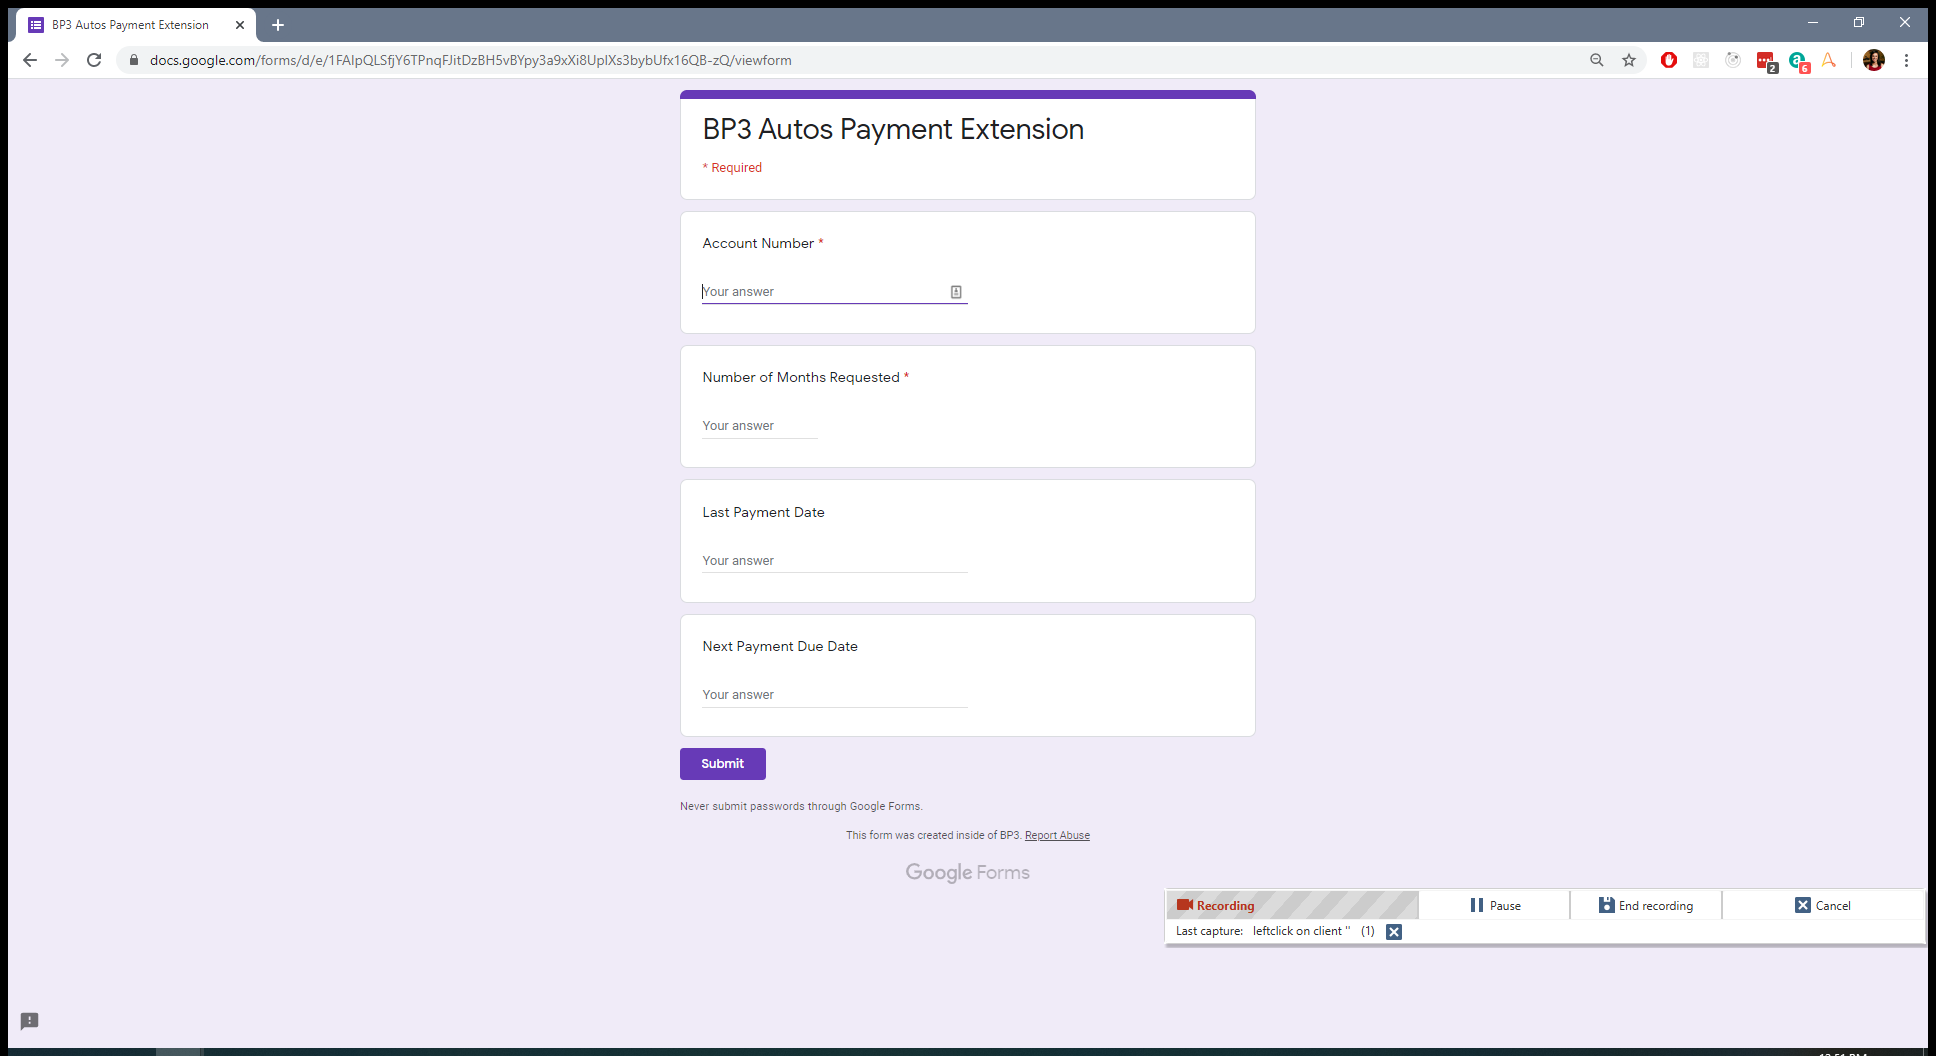 BP3 Autos Payment Extension
docs.google.com/forms/d/e/1FAIpQLSfjY6TPnqFJitDzBH5vBYpy3a9xXi8UpIXs3bybUfx16QB-zQ/viewform
2
6
BP3 Autos Payment Extension
* Required
Account Number *
Your answer
Number of Months Requested *
Your answer
Last Payment Date
Your answer
Next Payment Due Date
Your answer
Submit
Never submit passwords through Google Forms.
This form was created inside of BP3. Report Abuse
Google Forms
Recording Pause End recording Cancel
Last capture: leftclick on client '' (1)